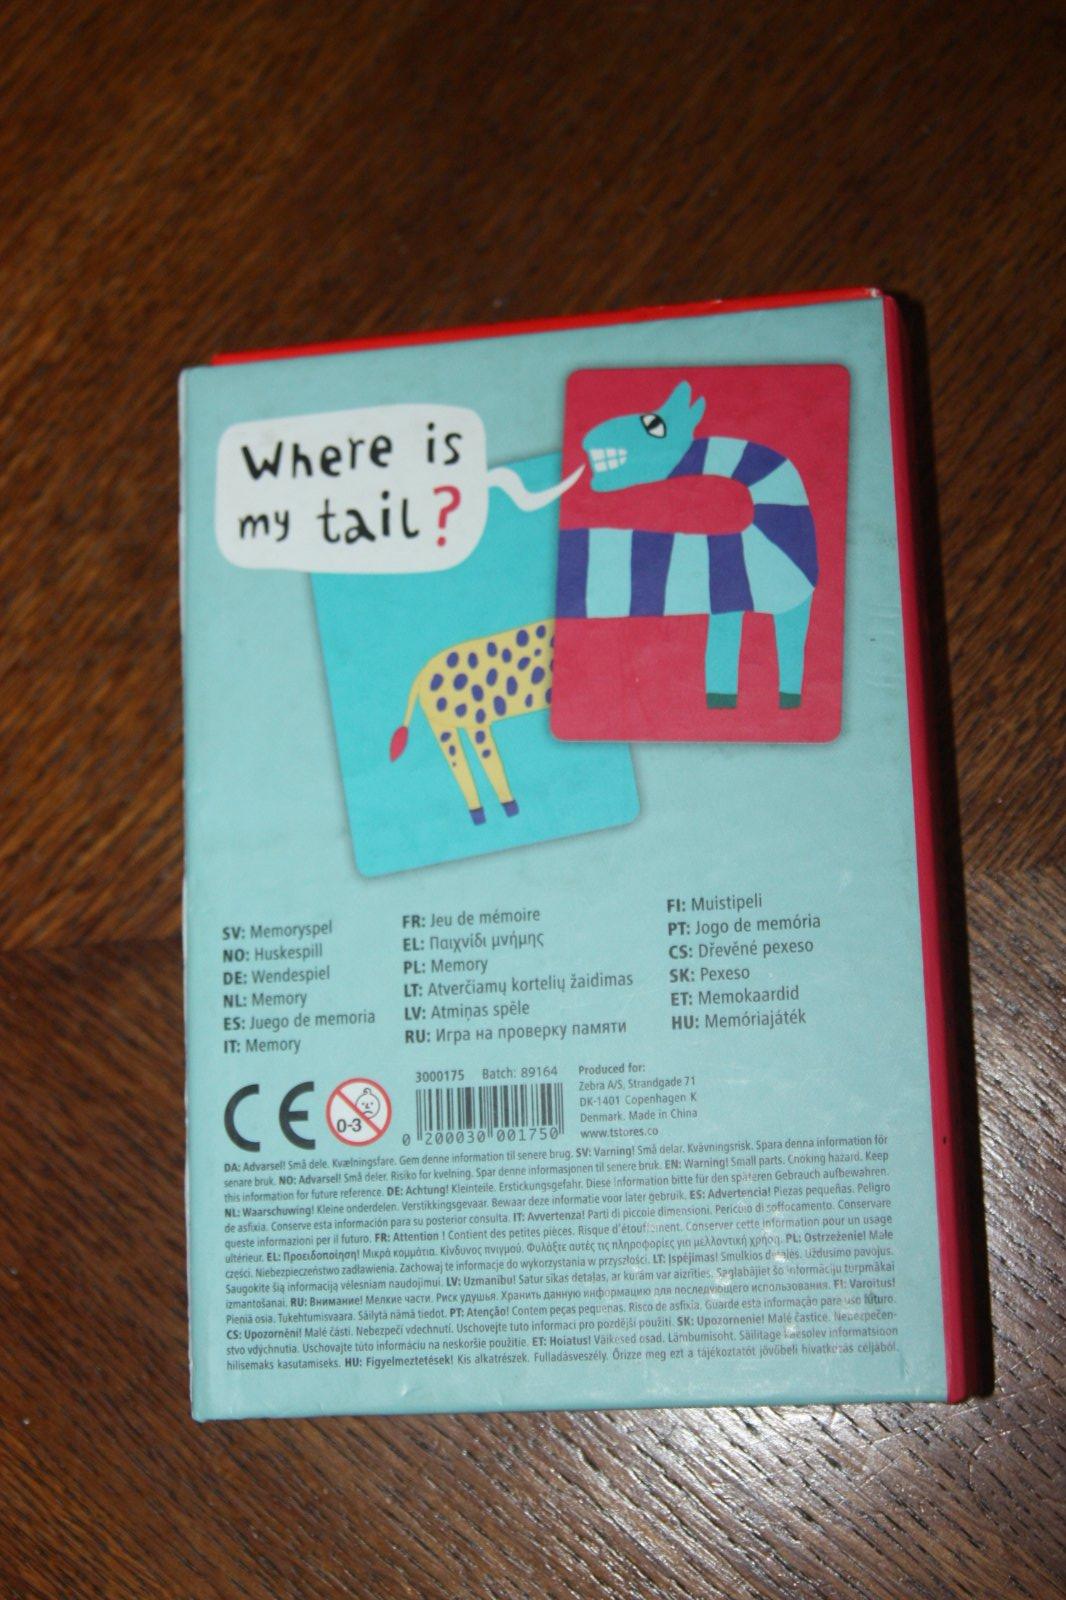 Where is
my tail?
SV: Memoryspel
NO: Huskespill
DE: Wendespiel
NL: Memory
ES: Juego de memoria
IT: Memory
FR: Jeu de mémoire
EL: Παιχνίδι μνήμης
PL: Memory
LT: Atverčiamų kortelių žaidimas
LV: Atmiņas spēle
RU: Игра на проверку памяти
FI: Muistipeli
PT: Jogo de memória
CS: Dřevěné pexeso
SK: Pexeso
ET: Memokaardid
HU: Memóriajáték
CE
0-3
3000175 Batch: 89164
0 200030 001750
Produced for:
Zebra A/S, Strandgade 71
DK-1401 Copenhagen K
Denmark. Made in China
www.tstores.co
DA: Advarsel! Små dele. Kvælningsfare. Gem denne information til senere brug. SV: Varning! Små delar. Kvävningsrisk. Spara denna information för
senare bruk. NO: Advarsel! Små deler. Risiko for kvelning. Spar denne informasjonen til senere bruk. EN: Warning! Small parts. Choking hazard. Keep
this information for future reference. DE: Achtung! Kleinteile. Erstickungsgefahr. Diese Information bitte für den späteren Gebrauch aufbewahren.
NL: Waarschuwing! Kleine onderdelen. Verstikkingsgevaar. Bewaar deze informatie voor later gebruik. ES: Advertencia! Piezas pequeñas. Peligro
de asfixia. Conserve esta información para su posterior consulta. IT: Avvertenza! Parti di piccole dimensioni. Pericolo di soffocamento. Conservare
queste informazioni per il futuro. FR: Attention ! Contient des petites pièces. Risque d'étouffement. Conserver cette information pour un usage
ultérieur. EL: Προειδοποίηση! Μικρά κομμάτια. Κίνδυνος πνιγμού. Φυλάξτε αυτές τις πληροφορίες για μελλοντική χρήση. PL: Ostrzeżenie! Małe
części. Niebezpieczeństwo zadławienia. Zachowaj te informacje do wykorzystania w przyszłości. LT: Įspėjimas! Smulkios detalės. Uždusimo pavojus.
Saugokite šią informaciją vėlesniam naudojimui. LV: Uzmanību! Satur sīkas detaļas, ar kurām var aizrīties. Saglabājiet šo informāciju turpmākai
izmantošanai. RU: Внимание! Мелкие части. Риск удушья. Хранить данную информацию для последующего использования. FI: Varoitus!
Pieniä osia. Tukehtumisvaara. Säilytä nämä tiedot. PT: Atenção! Contem peças pequenas. Risco de asfixia. Guarde esta informação para uso futuro.
CS: Upozornění! Malé části. Nebezpečí vdechnutí. Uschovejte tuto informaci pro pozdější použití. SK: Upozornenie! Malé častice. Nebezpečen-
stvo vdýchnutia. Uschovajte túto informáciu na neskoršie použitie. ET: Hoiatus! Väikesed osad. Lämbumisoht. Säilitage käesolev informatsioon
hilisemaks kasutamiseks. HU: Figyelmeztetések! Kis alkatrészek. Fulladásveszély. Őrizze meg ezt a tájékoztatót jövőbeli hivatkozás céljából.